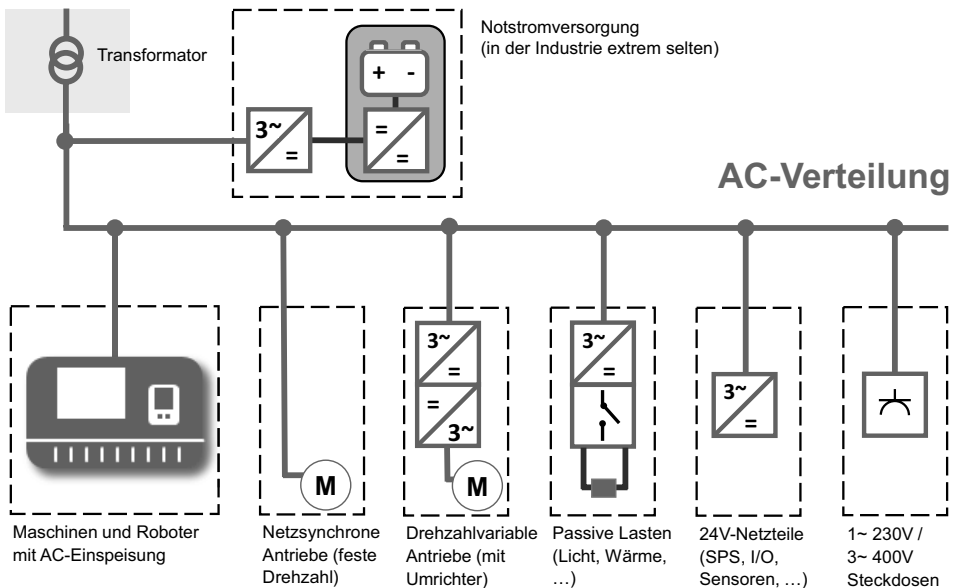 Transformator
Notstromversorgung
(in der Industrie extrem selten)
+ -
3~
=
=
=
AC-Verteilung
3~
=
=
3~
3~
=
3~
=
M
M
Maschinen und Roboter
mit AC-Einspeisung
Netzsynchrone
Antriebe (feste
Drehzahl)
Drehzahlvariable
Antriebe (mit
Umrichter)
Passive Lasten
(Licht, Wärme,
…)
24V-Netzteile
(SPS, I/O,
Sensoren, …)
1~ 230V /
3~ 400V
Steckdosen